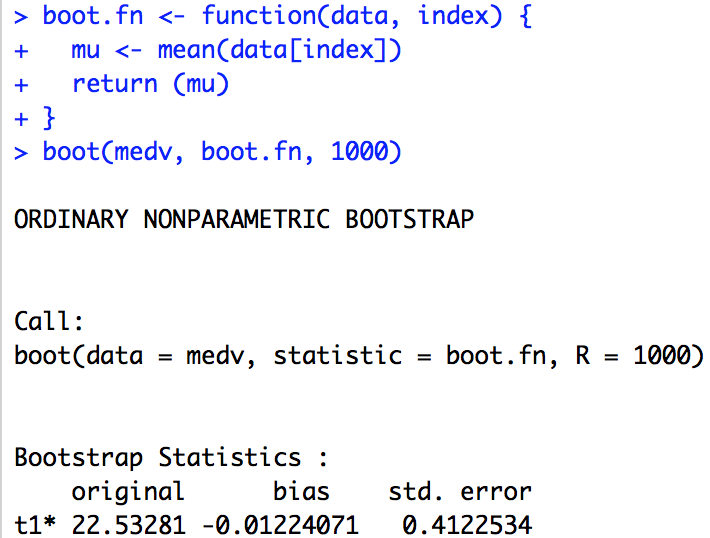 > boot.fn <- function(data, index) {
+   mu <- mean(data[index])
+   return (mu)
+ }
> boot(medv, boot.fn, 1000)
ORDINARY NONPARAMETRIC BOOTSTRAP
Call:
boot(data = medv, statistic = boot.fn, R = 1000)
Bootstrap Statistics :
    original      bias    std. error
t1* 22.53281 -0.01224071   0.4122534